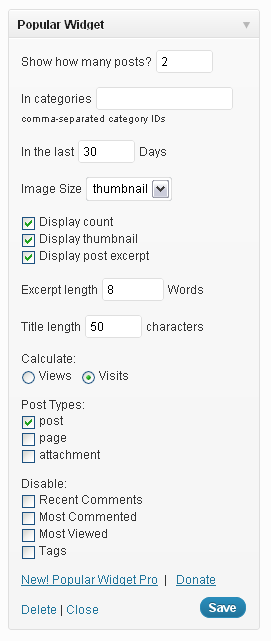 Popular Widget
Show how many posts? 2
In categories
comma-separated category IDs
In the last 30 Days
Image Size thumbnail
Display count
Display thumbnail
Display post excerpt
Excerpt length 8 Words
Title length 50 characters
Calculate:
Views Visits
Post Types:
post
page
attachment
Disable:
Recent Comments
Most Commented
Most Viewed
Tags
New! Popular Widget Pro | Donate
Delete | Close Save